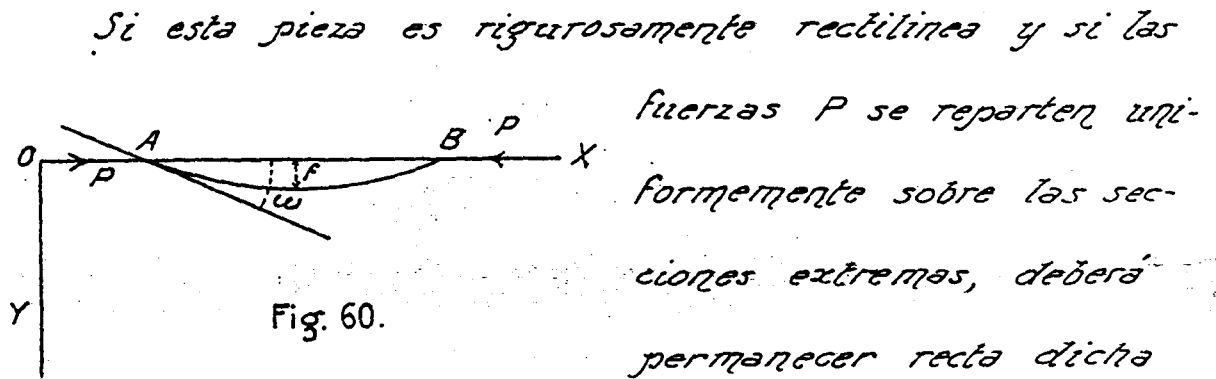 Si esta pieza es rigurosamente rectilinea y si las
fuerzas P se reparten uni-
formemente sobre las sec-
ciones extremas, deberá
permanecer recta dicha
O P A B P X
f
ω
Y
Fig. 60.